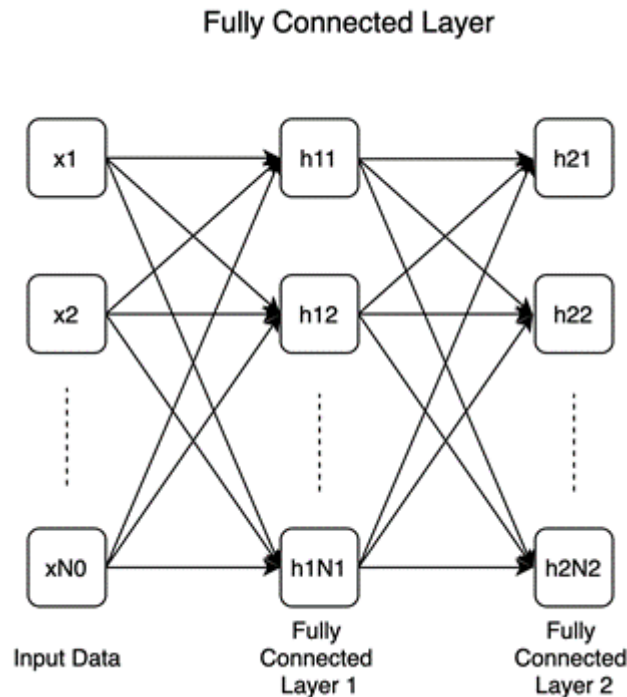 Fully Connected Layer
x1
h11
h21
x2
h12
h22
xN0
h1N1
h2N2
Input Data
Fully
Connected
Layer 1
Fully
Connected
Layer 2